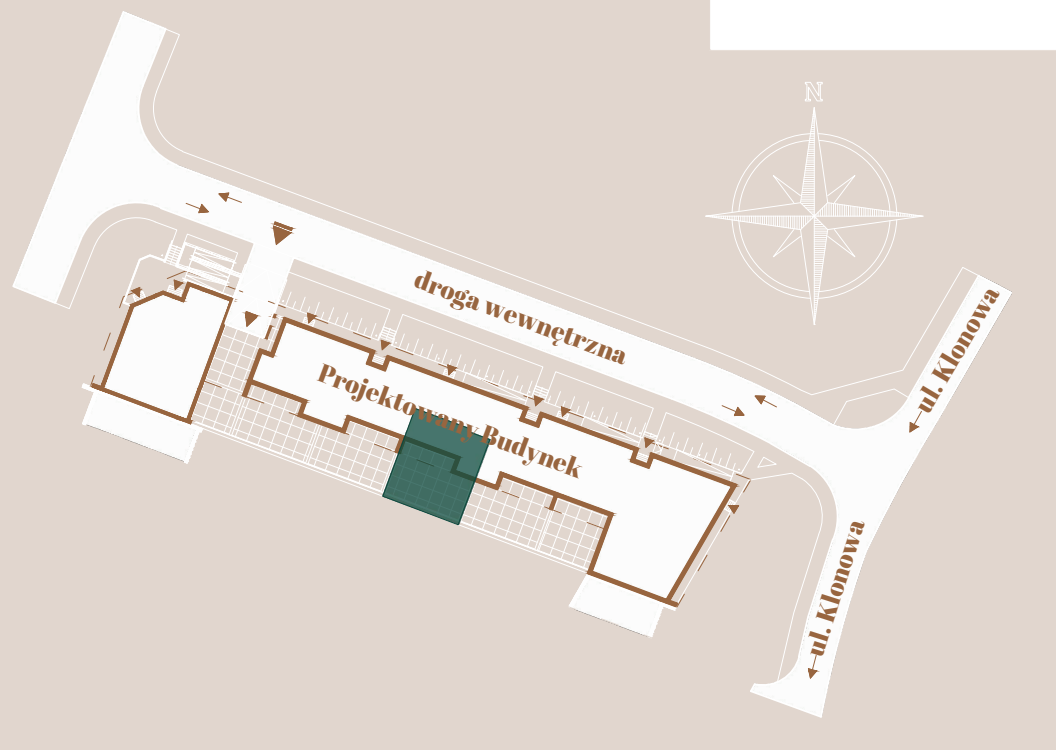 N
droga wewnętrzna
ul. Klonowa
Projektowany Budynek
ul. Klonowa